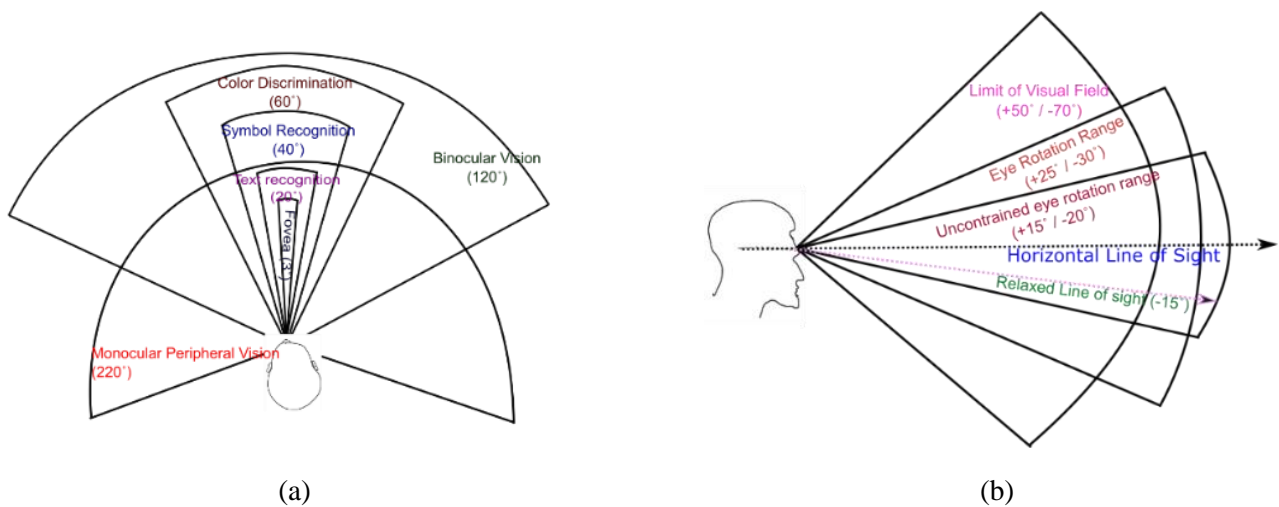 Color Discrimination
(60˚)
Symbol Recognition
(40˚)
Binocular Vision
(120˚)
Text recognition
(20˚)
Fovea (3˚)
Monocular Peripheral Vision
(220˚)
(a)
Limit of Visual Field
(+50˚ / -70˚)
Eye Rotation Range
(+25˚ / -30˚)
Uncontrained eye rotation range
(+15˚ / -20˚)
Horizontal Line of Sight
Relaxed Line of sight (-15˚)
(b)